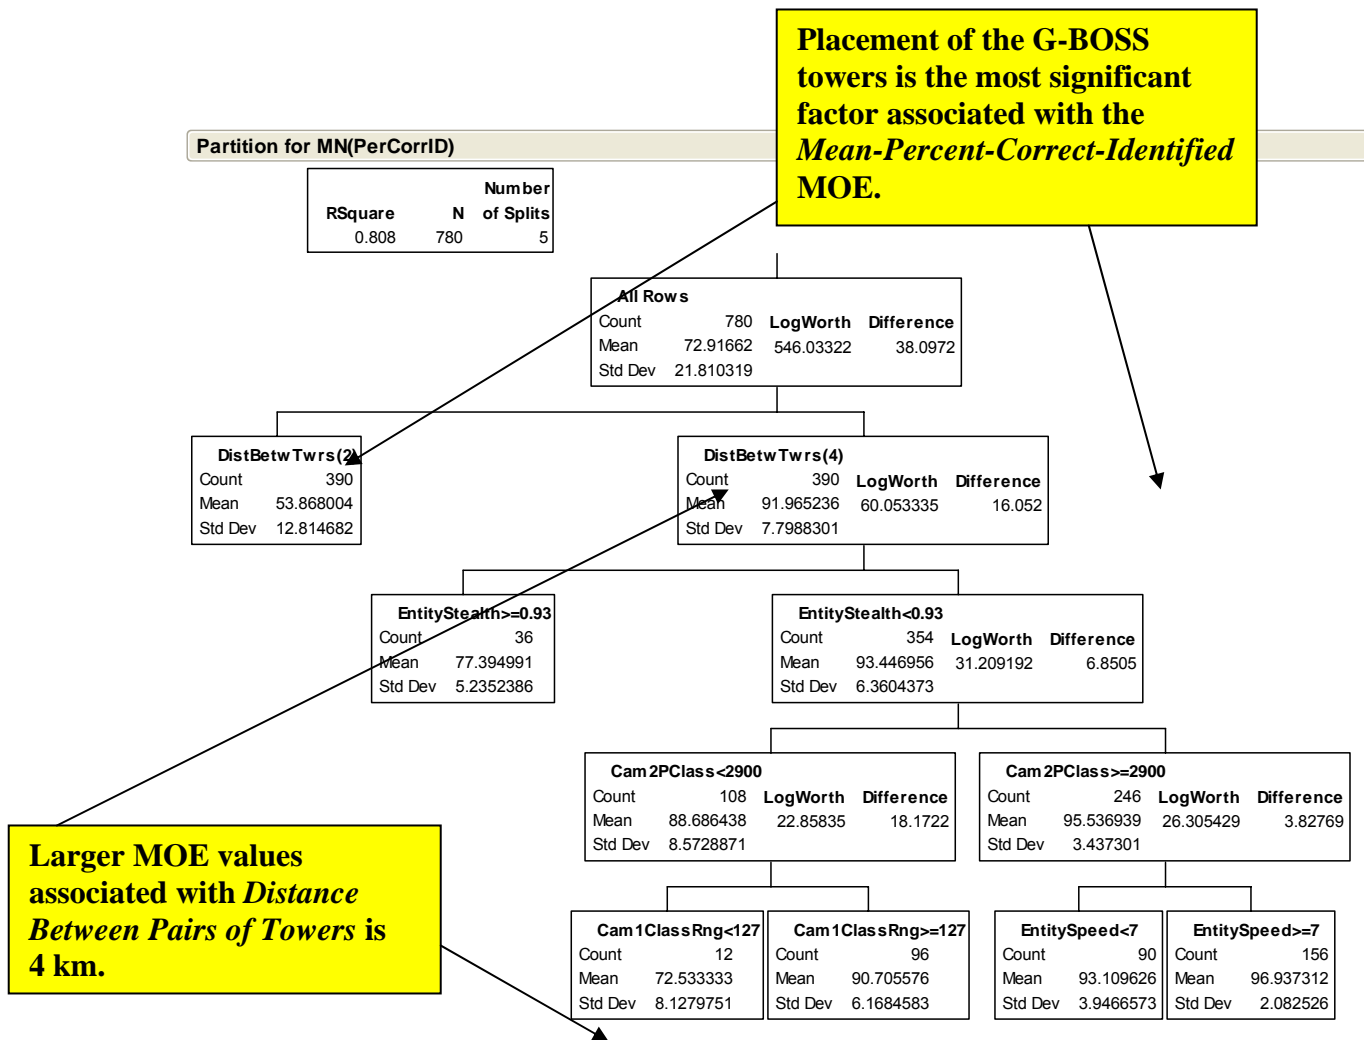 Placement of the G-BOSS
towers is the most significant
factor associated with the
Mean-Percent-Correct-Identified
MOE.
Partition for MN(PerCorrID)
Number
RSquare N of Splits
0.808 780 5
All Rows
Count 780 LogWorth Difference
Mean 72.91662 546.03322 38.0972
Std Dev 21.810319
DistBetwTwrs(2)
Count 390
Mean 53.868004
Std Dev 12.814682
DistBetwTwrs(4)
Count 390 LogWorth Difference
Mean 91.965236 60.053335 16.052
Std Dev 7.7988301
EntityStealth>=0.93
Count 36
Mean 77.394991
Std Dev 5.2352386
EntityStealth<0.93
Count 354 LogWorth Difference
Mean 93.446956 31.209192 6.8505
Std Dev 6.3604373
Cam2PClass<2900
Count 108 LogWorth Difference
Mean 88.686438 22.85835 18.1722
Std Dev 8.5728871
Cam2PClass>=2900
Count 246 LogWorth Difference
Mean 95.536939 26.305429 3.82769
Std Dev 3.437301
Larger MOE values
associated with Distance
Between Pairs of Towers is
4 km.
Cam1ClassRng<127
Count 12
Mean 72.533333
Std Dev 8.1279751
Cam1ClassRng>=127
Count 96
Mean 90.705576
Std Dev 6.1684583
EntitySpeed<7
Count 90
Mean 93.109626
Std Dev 3.9466573
EntitySpeed>=7
Count 156
Mean 96.937312
Std Dev 2.082526